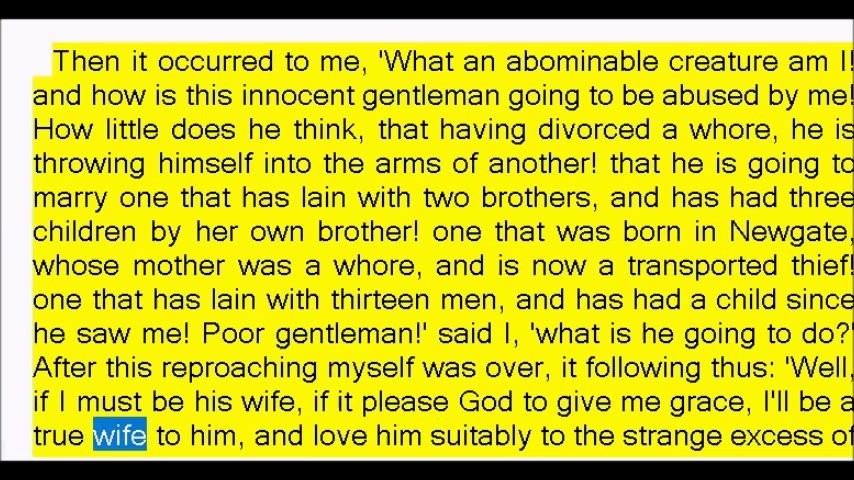 Then it occurred to me, 'What an abominable creature am I!
and how is this innocent gentleman going to be abused by me!
How little does he think, that having divorced a whore, he is
throwing himself into the arms of another! that he is going to
marry one that has lain with two brothers, and has had three
children by her own brother! one that was born in Newgate,
whose mother was a whore, and is now a transported thief!
one that has lain with thirteen men, and has had a child since
he saw me! Poor gentleman!' said I, 'what is he going to do?'
After this reproaching myself was over, it following thus: 'Well,
if I must be his wife, if it please God to give me grace, I'll be a
true wife to him, and love him suitably to the strange excess of